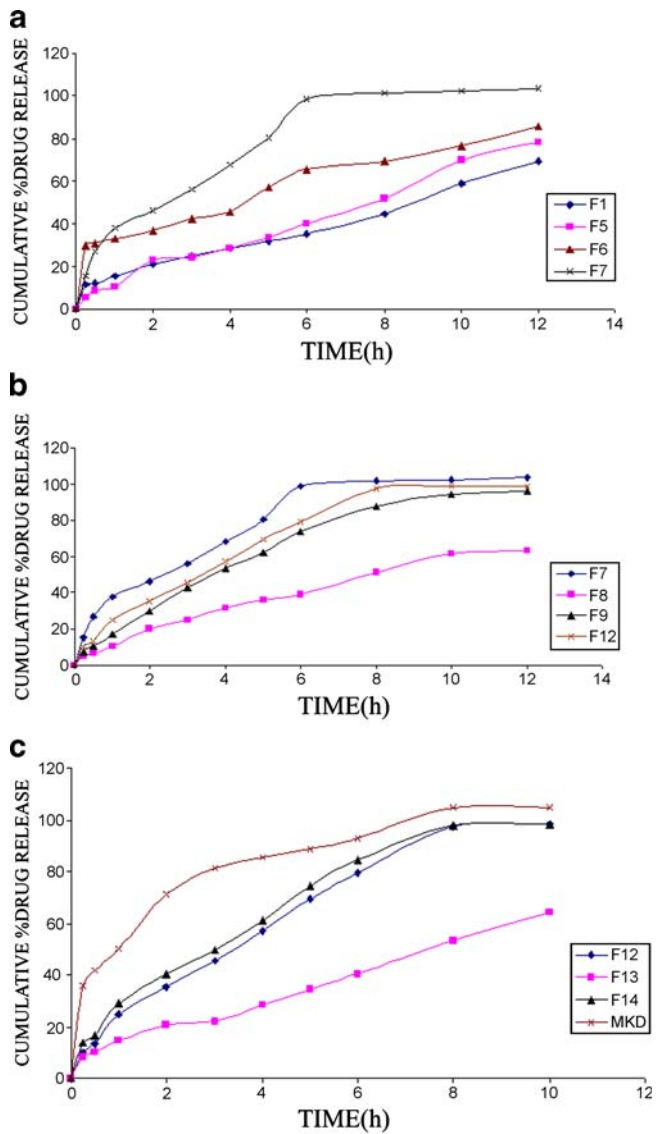 a
CUMULATIVE %DRUG RELEASE
120
100
80
60
40
20
0
0 2 4 6 8 10 12 14
TIME(h)
F1
F5
F6
F7
b
CUMULATIVE %DRUG RELEASE
120
100
80
60
40
20
0
0 2 4 6 8 10 12 14
TIME(h)
F7
F8
F9
F12
c
CUMULATIVE %DRUG RELEASE
120
100
80
60
40
20
0
0 2 4 6 8 10 12
TIME(h)
F12
F13
F14
MKD